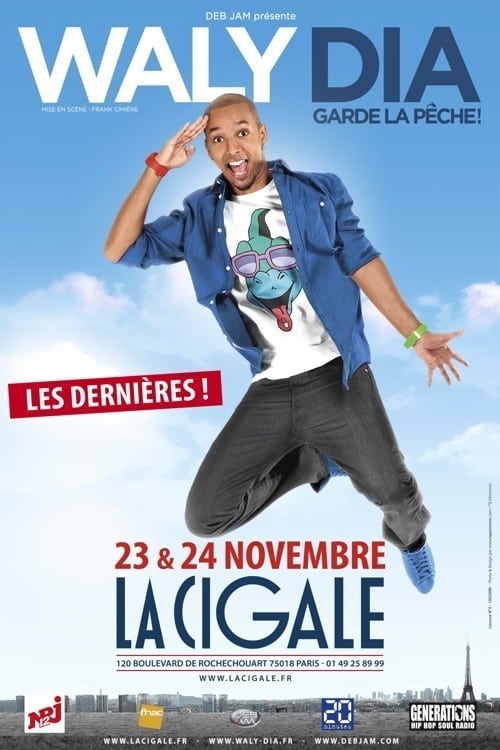 DEB JAM présente
WALY DIA
MISE EN SCÈNE : FRANK CIMIÈRE
GARDE LA PÊCHE!
LES DERNIÈRES !
23 & 24 NOVEMBRE
LA CIGALE
120 BOULEVARD DE ROCHECHOUART 75018 PARIS - 01 49 25 89 99
WWW.LACIGALE.FR
NRJ
fnac
20
minutes
GENERATIONS
HIP HOP SOUL RADIO
WWW.LACIGALE.FR - WWW.WALY-DIA.FR - WWW.DEBJAM.COM